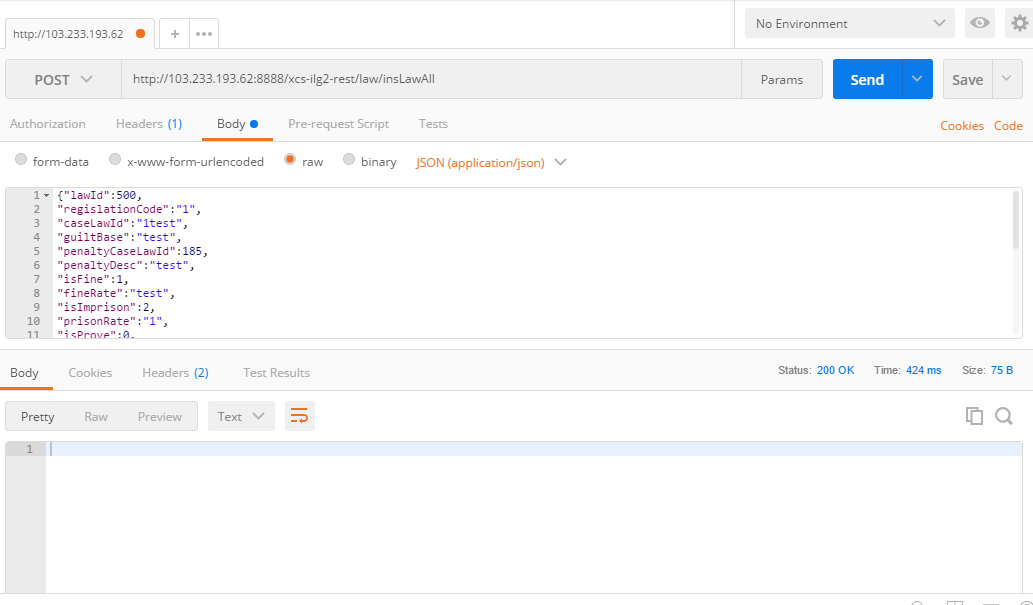 http://103.233.193.62
No Environment
POST
http://103.233.193.62:8888/xcs-ilg2-rest/law/insLawAll
Params
Send
Save
Authorization
Headers (1)
Body
Pre-request Script
Tests
Cookies
Code
form-data
x-www-form-urlencoded
raw
binary
JSON (application/json)
1 {"lawId":500,
2 "regislationCode":"1",
3 "caseLawId":"1test",
4 "guiltBase":"test",
5 "penaltyCaseLawId":185,
6 "penaltyDesc":"test",
7 "isFine":1,
8 "fineRate":"test",
9 "isImprison":2,
10 "prisonRate":"1",
11 "isProve":0,
Body
Cookies
Headers (2)
Test Results
Status: 200 OK
Time: 424 ms
Size: 75 B
Pretty
Raw
Preview
Text
1